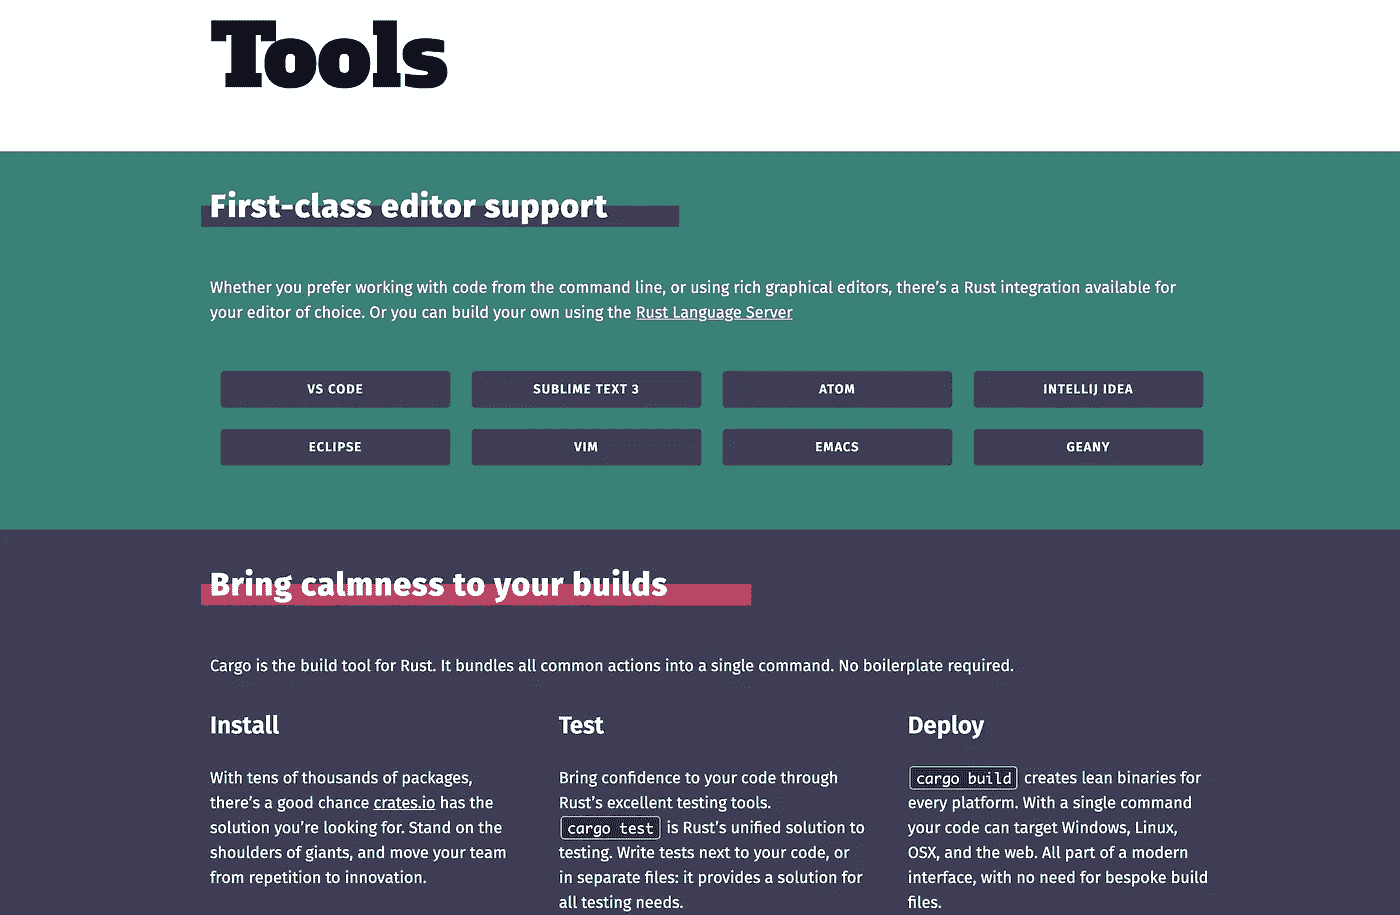 Tools
First-class editor support
Whether you prefer working with code from the command line, or using rich graphical editors, there’s a Rust integration available for
your editor of choice. Or you can build your own using the Rust Language Server
VS CODE SUBLIME TEXT 3 ATOM INTELLIJ IDEA
ECLIPSE VIM EMACS GEANY
Bring calmness to your builds
Cargo is the build tool for Rust. It bundles all common actions into a single command. No boilerplate required.
Install
With tens of thousands of packages,
there’s a good chance crates.io has the
solution you’re looking for. Stand on the
shoulders of giants, and move your team
from repetition to innovation.
Test
Bring confidence to your code through
Rust’s excellent testing tools.
cargo test is Rust’s unified solution to
testing. Write tests next to your code, or
in separate files: it provides a solution for
all testing needs.
Deploy
cargo build creates lean binaries for
every platform. With a single command
your code can target Windows, Linux,
OSX, and the web. All part of a modern
interface, with no need for bespoke build
files.